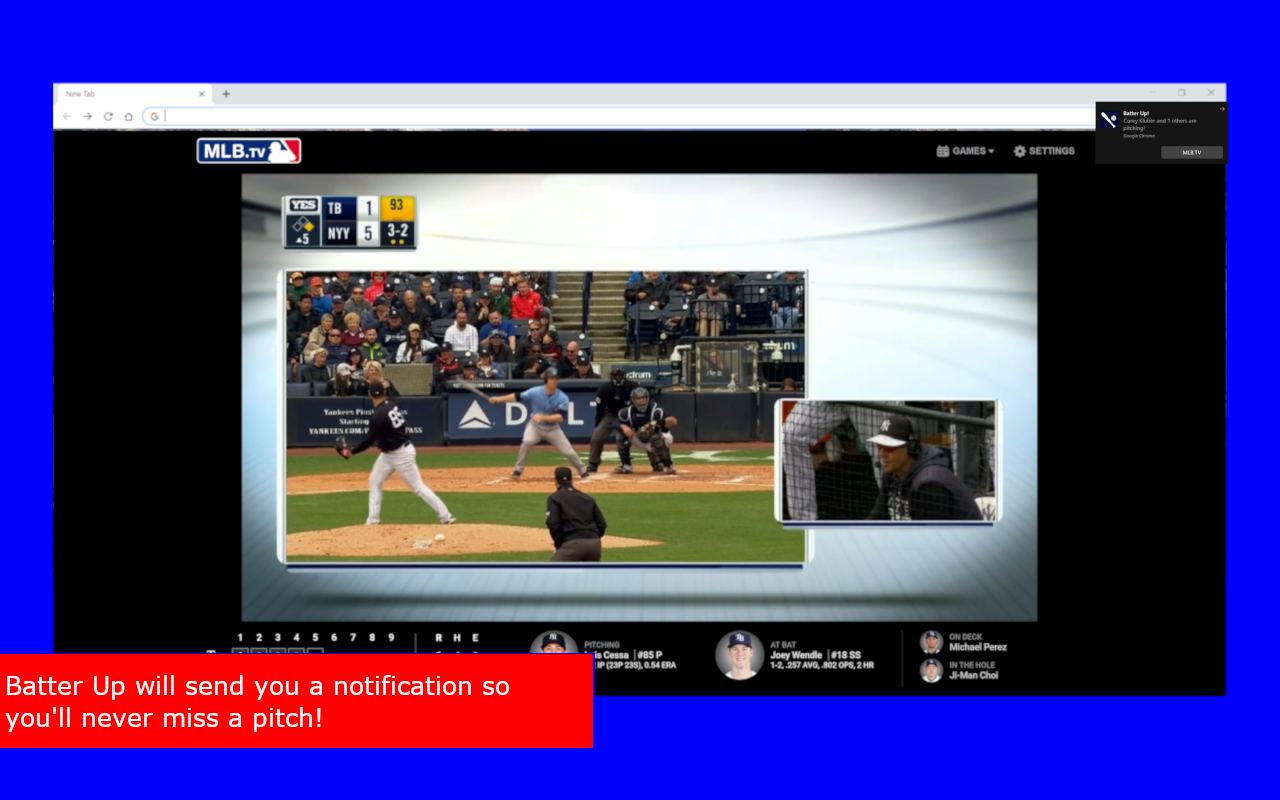 New Tab
Batter Up!
Corey Kluber and 1 others are
pitching!
Google Chrome
MLB.TV
MLB.TV
GAMES
SETTINGS
YES
TB 1 93
NYY 5 3-2
5
Yankees
Starting
YANKEES.COM/
PASS
85
NY
1 2 3 4 5 6 7 8 9 R H E
PITCHING
Cessa #85 P
IP (23P 23S), 0.54 ERA
AT BAT
Joey Wendle #18 SS
1-2, .257 AVG, .802 OPS, 2 HR
ON DECK
Michael Perez
IN THE HOLE
Ji-Man Choi
Batter Up will send you a notification so
you'll never miss a pitch!